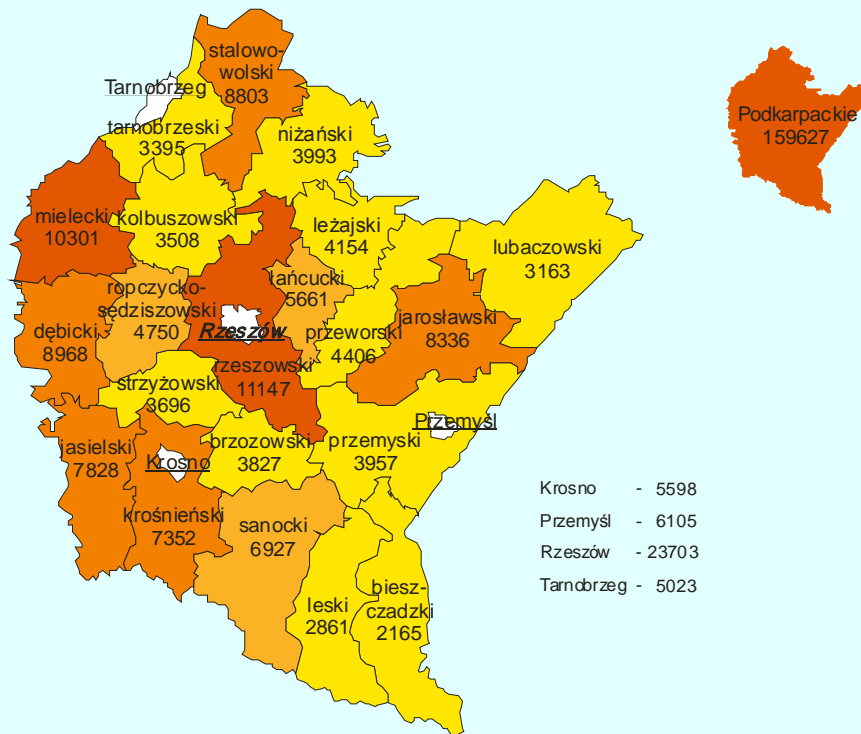 stalowo-
wolski
8803
Tarnobrzeg
tarnobrzeski
3395
niżański
3993
Podkarpackie
159627
mielecki
10301
kolbuszowski
3508
leżajski
4154
lubaczowski
3163
ropczycko-
sędziszowski
4750
łańcucki
5661
dębicki
8968
Rzeszów
przeworski
4406
jarosławski
8336
rzeszowski
11147
strzyżowski
3696
jasielski
7828
Krosno
brzozowski
3827
przemyski
3957
Przemyśl
krośnieński
7352
sanocki
6927
leski
2861
biesz-
czadzki
2165
Krosno - 5598
Przemyśl - 6105
Rzeszów - 23703
Tarnobrzeg - 5023